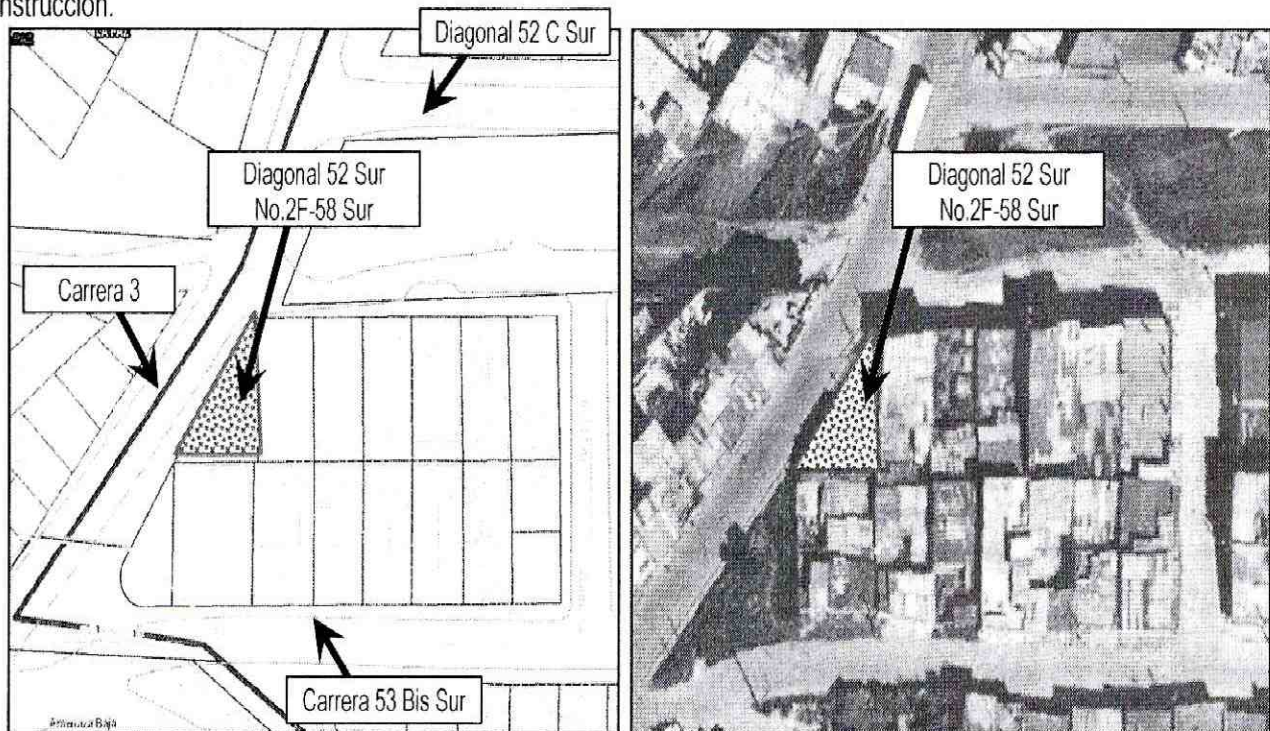 nstrucción.
Diagonal 52 C Sur
Diagonal 52 Sur
No.2F-58 Sur
Carrera 3
Carrera 53 Bis Sur
Diagonal 52 Sur
No.2F-58 Sur